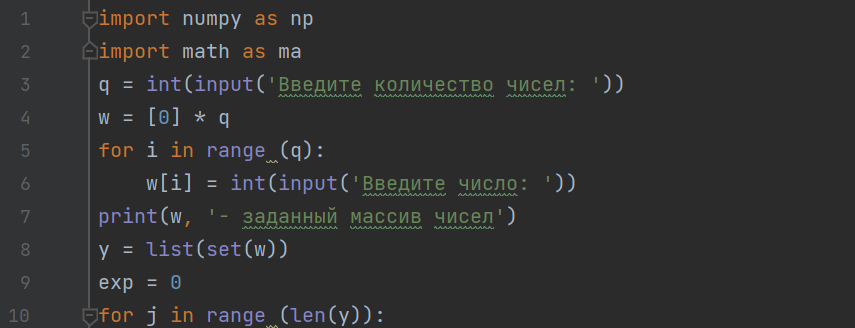 1 import numpy as np
2 import math as ma
3 q = int(input('Введите количество чисел: '))
4 w = [0] * q
5 for i in range (q):
6     w[i] = int(input('Введите число: '))
7 print(w, '- заданный массив чисел')
8 y = list(set(w))
9 exp = 0
10 for j in range (len(y)):